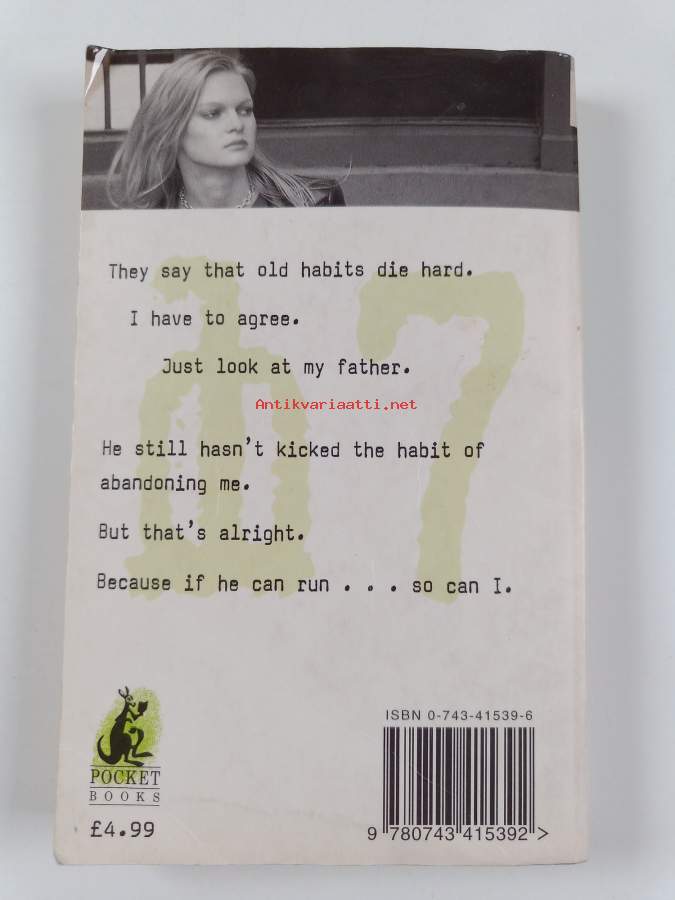 They say that old habits die hard.
I have to agree.
Just look at my father.
Antikvariaatti.net
He still hasn't kicked the habit of
abandoning me.
But that's alright.
Because if he can run . . . so can I.
17
ISBN 0-743-41539-6
POCKET
BOOKS
£4.99
9 780743 415392 >